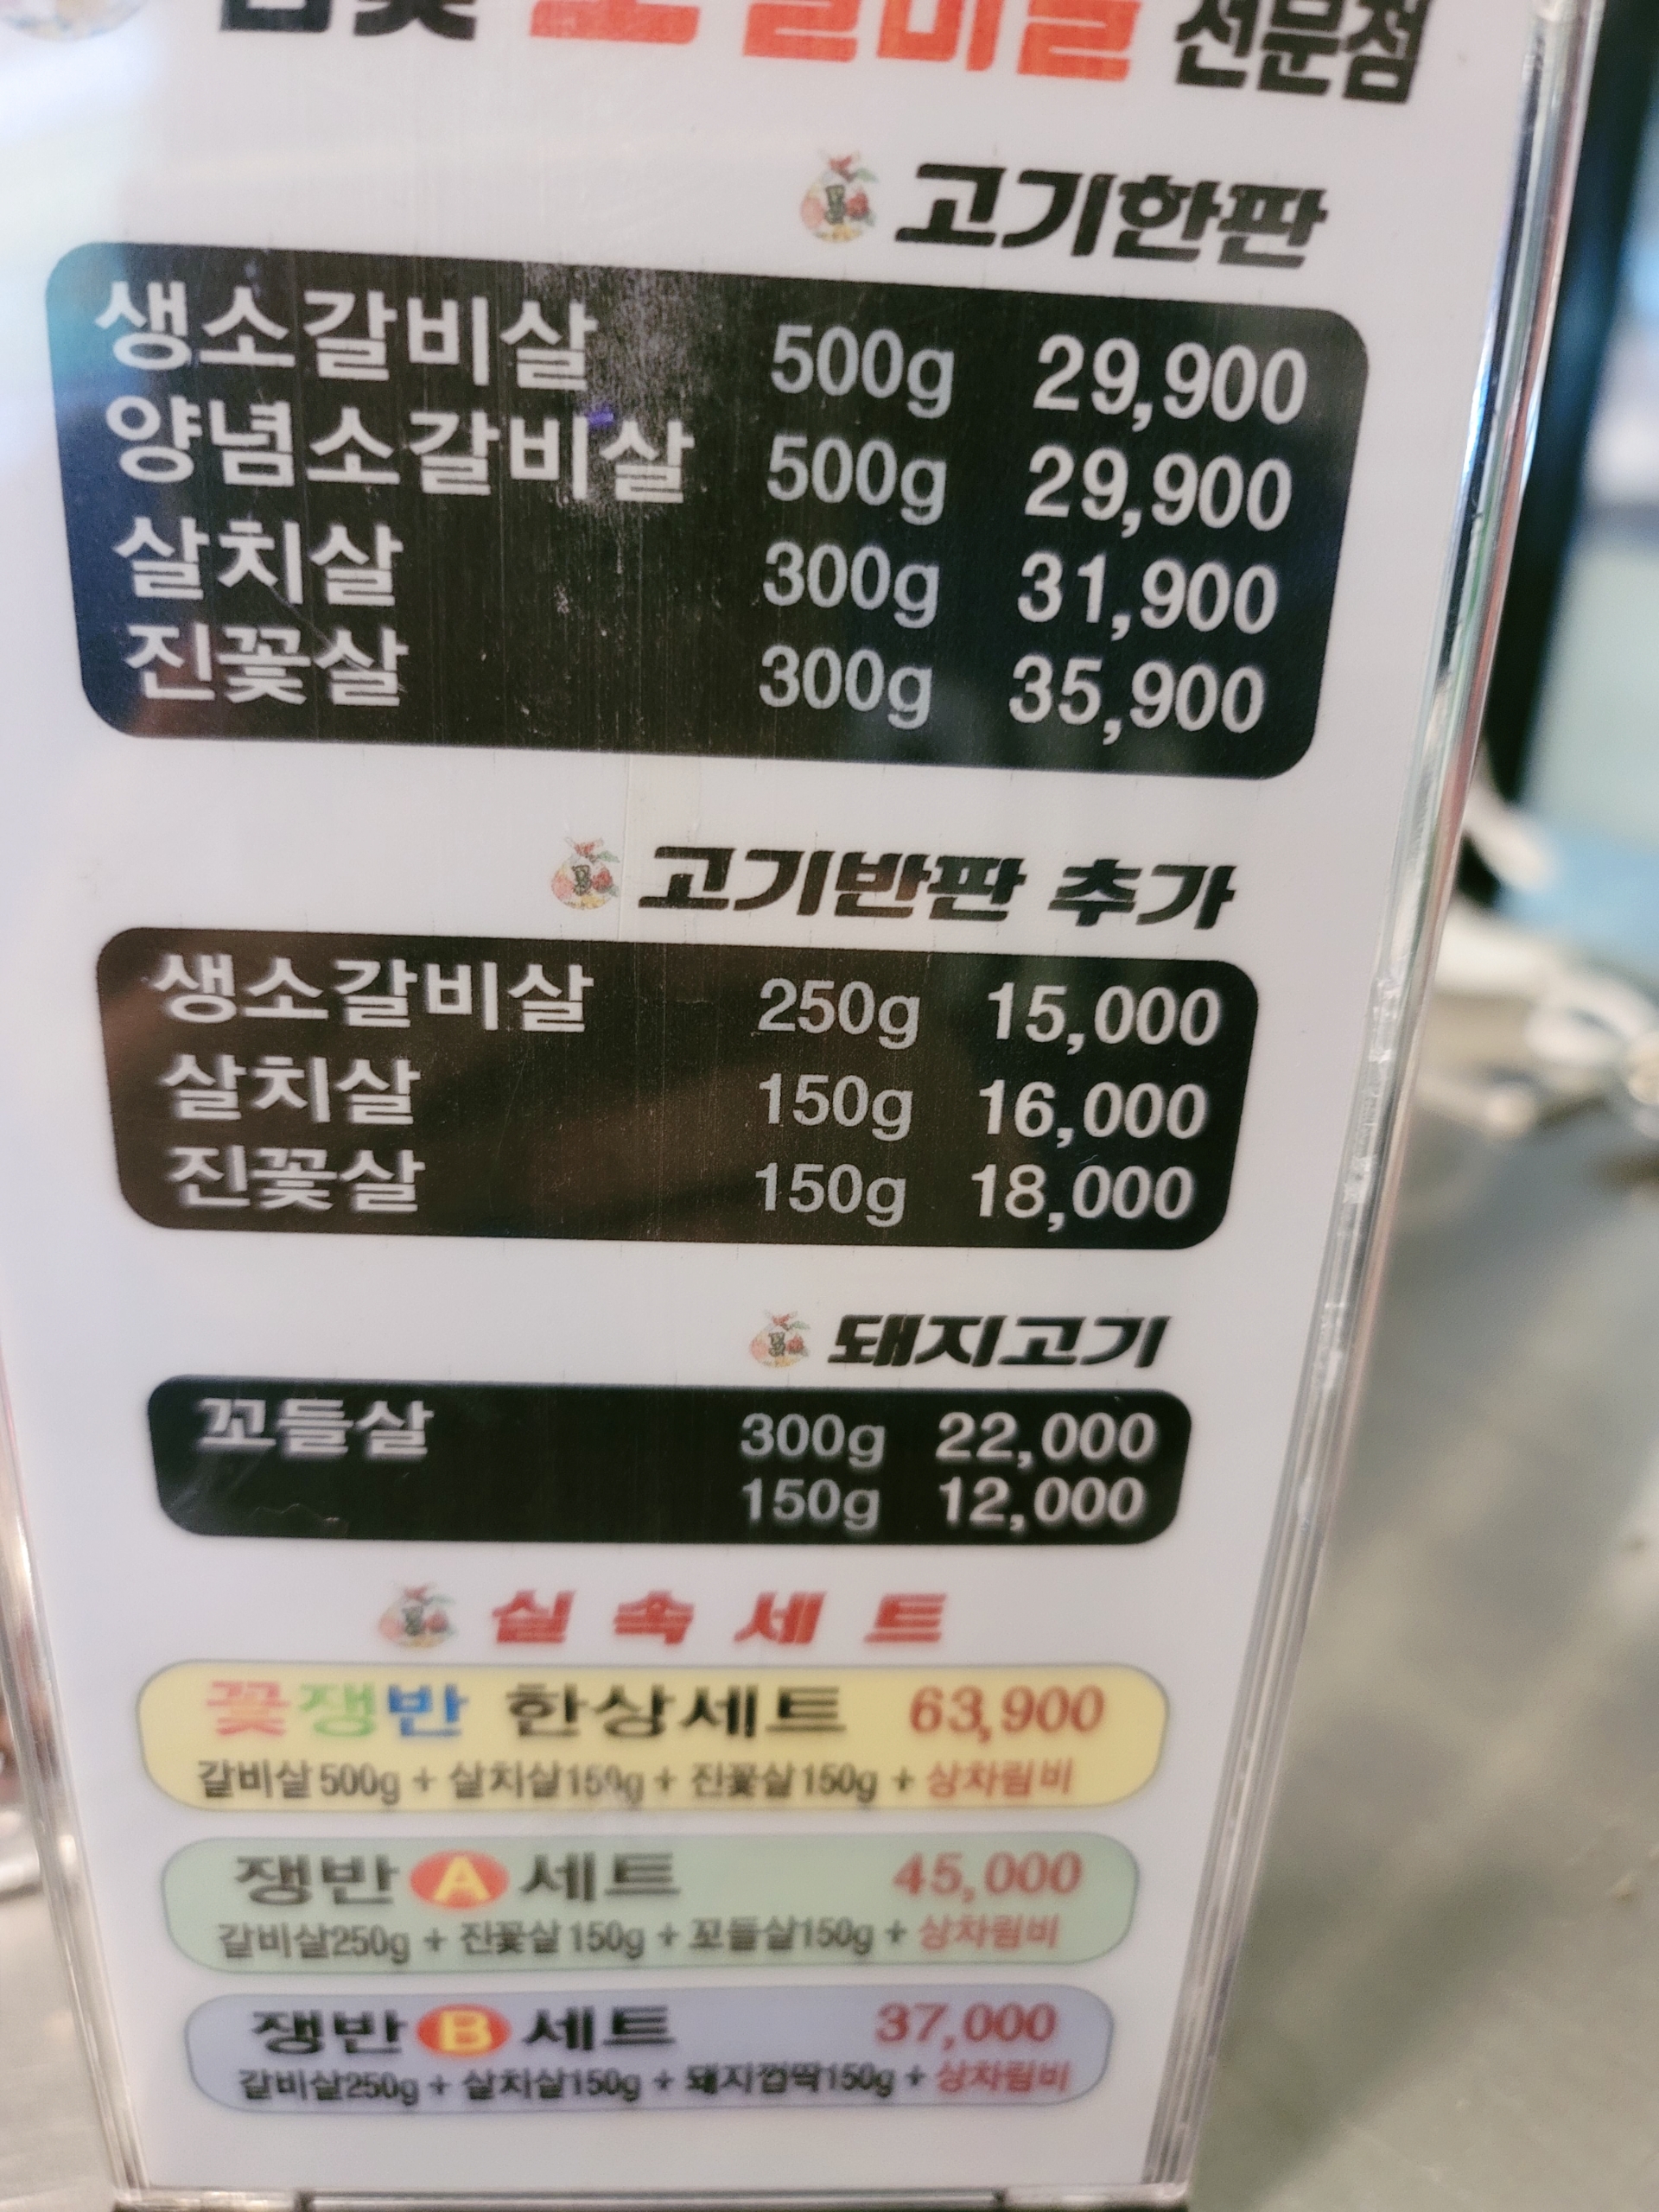 소갈비살 전문점
고기한판
생소갈비살 500g 29,900
양념소갈비살 500g 29,900
살치살 300g 31,900
진꽃살 300g 35,900
고기반판 추가
생소갈비살 250g 15,000
살치살 150g 16,000
진꽃살 150g 18,000
돼지고기
꼬들살 300g 22,000
150g 12,000
실속세트
꽃쟁반 한상세트 63,900
갈비살 500g + 살치살150g + 진꽃살150g + 상차림비
쟁반 A 세트 45,000
갈비살250g + 진꽃살 150g + 꼬들살150g + 상차림비
쟁반 B 세트 37,000
갈비살250g + 살치살150g + 돼지껍딱150g + 상차림비